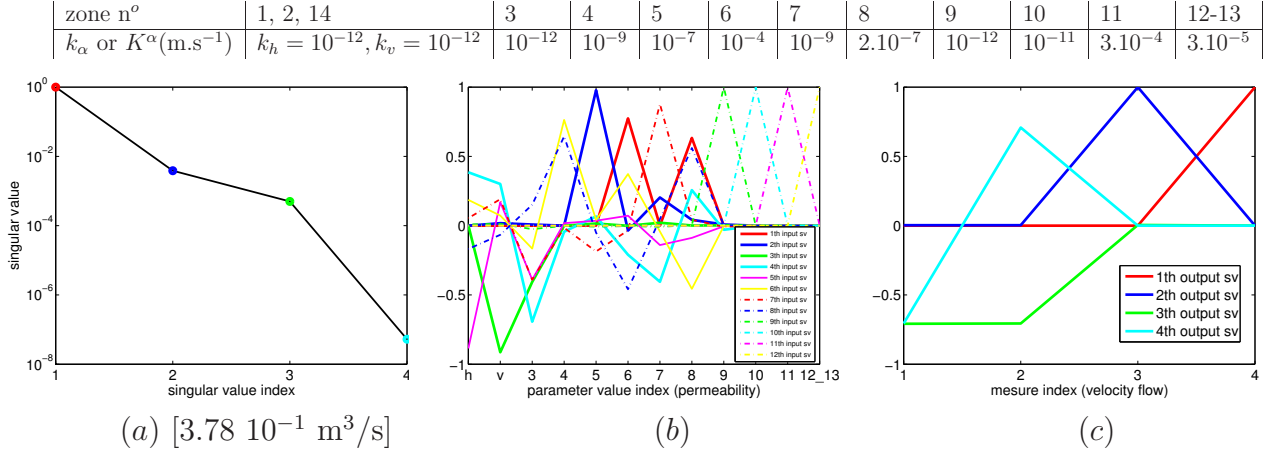 zone nº 1, 2, 14 3 4 5 6 7 8 9 10 11 12-13
k_α or K^α(m.s^−1) k_h = 10^−12, k_v = 10^−12 10^−12 10^−9 10^−7 10^−4 10^−9 2.10^−7 10^−12 10^−11 3.10^−4 3.10^−5
10^0
10^−2
10^−4
10^−6
10^−8
singular value
1 2 3 4
singular value index
(a) [3.78 10^−1 m^3/s]
1
0.5
0
−0.5
−1
h v 3 4 5 6 7 8 9 10 11 12_13
parameter value index (permeability)
1th input sv
2th input sv
3th input sv
4th input sv
5th input sv
6th input sv
7th input sv
8th input sv
9th input sv
10th input sv
11th input sv
12th input sv
(b)
1
0.5
0
−0.5
−1
1 2 3 4
mesure index (velocity flow)
1th output sv
2th output sv
3th output sv
4th output sv
(c)